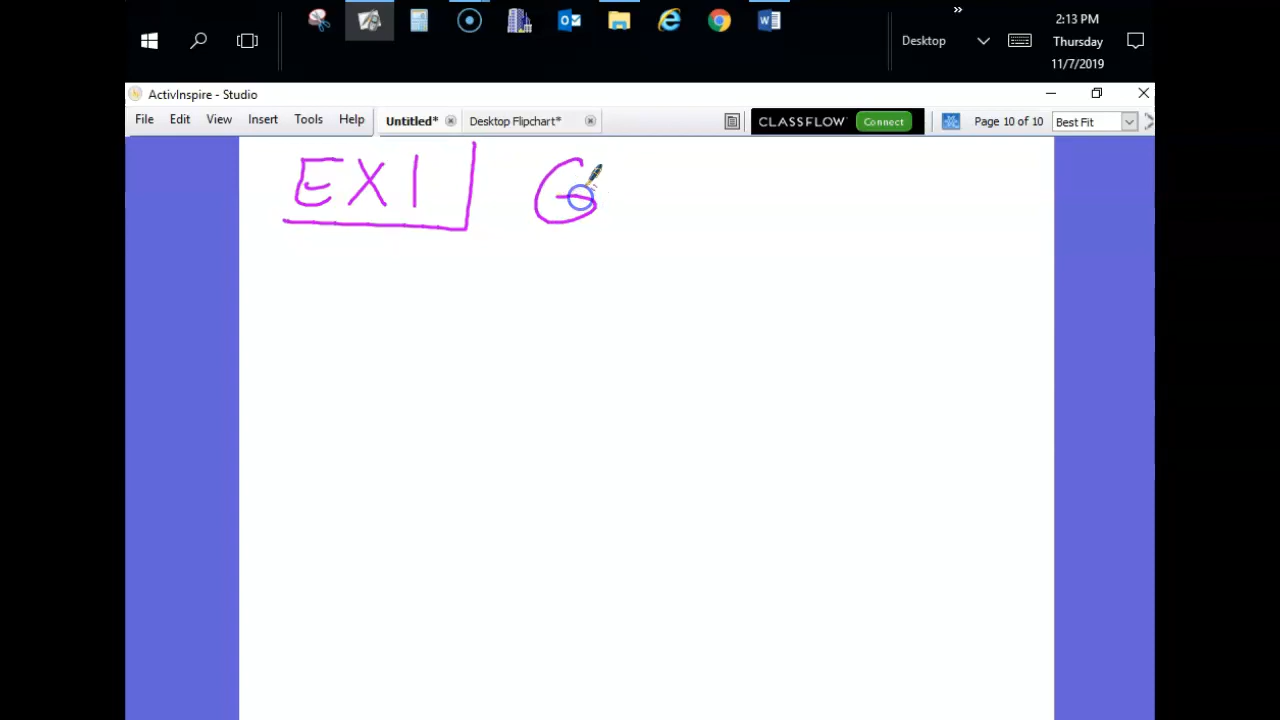 2:13 PM
Desktop
Thursday
11/7/2019
ActivInspire - Studio
File Edit View Insert Tools Help Untitled* Desktop Flipchart* CLASSFLOW Connect Page 10 of 10 Best Fit
EX 1 G